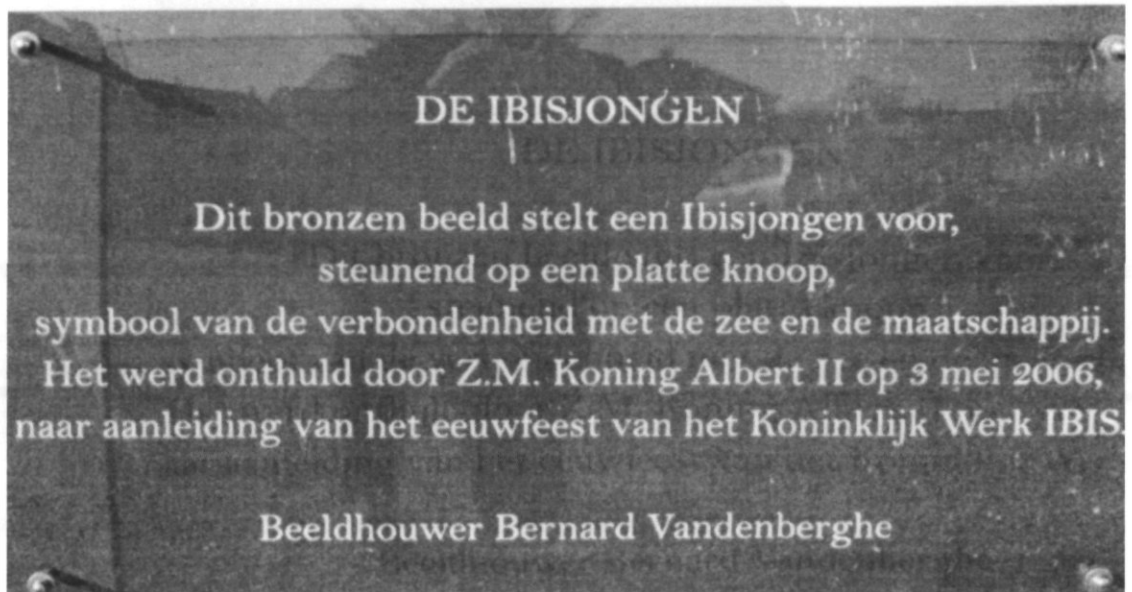 DE IBISJONGEN
Dit bronzen beeld stelt een Ibisjongen voor,
steunend op een platte knoop,
symbool van de verbondenheid met de zee en de maatschappij.
Het werd onthuld door Z.M. Koning Albert II op 3 mei 2006,
naar aanleiding van het eeuwfeest van het Koninklijk Werk IBIS.
Beeldhouwer Bernard Vandenberghe